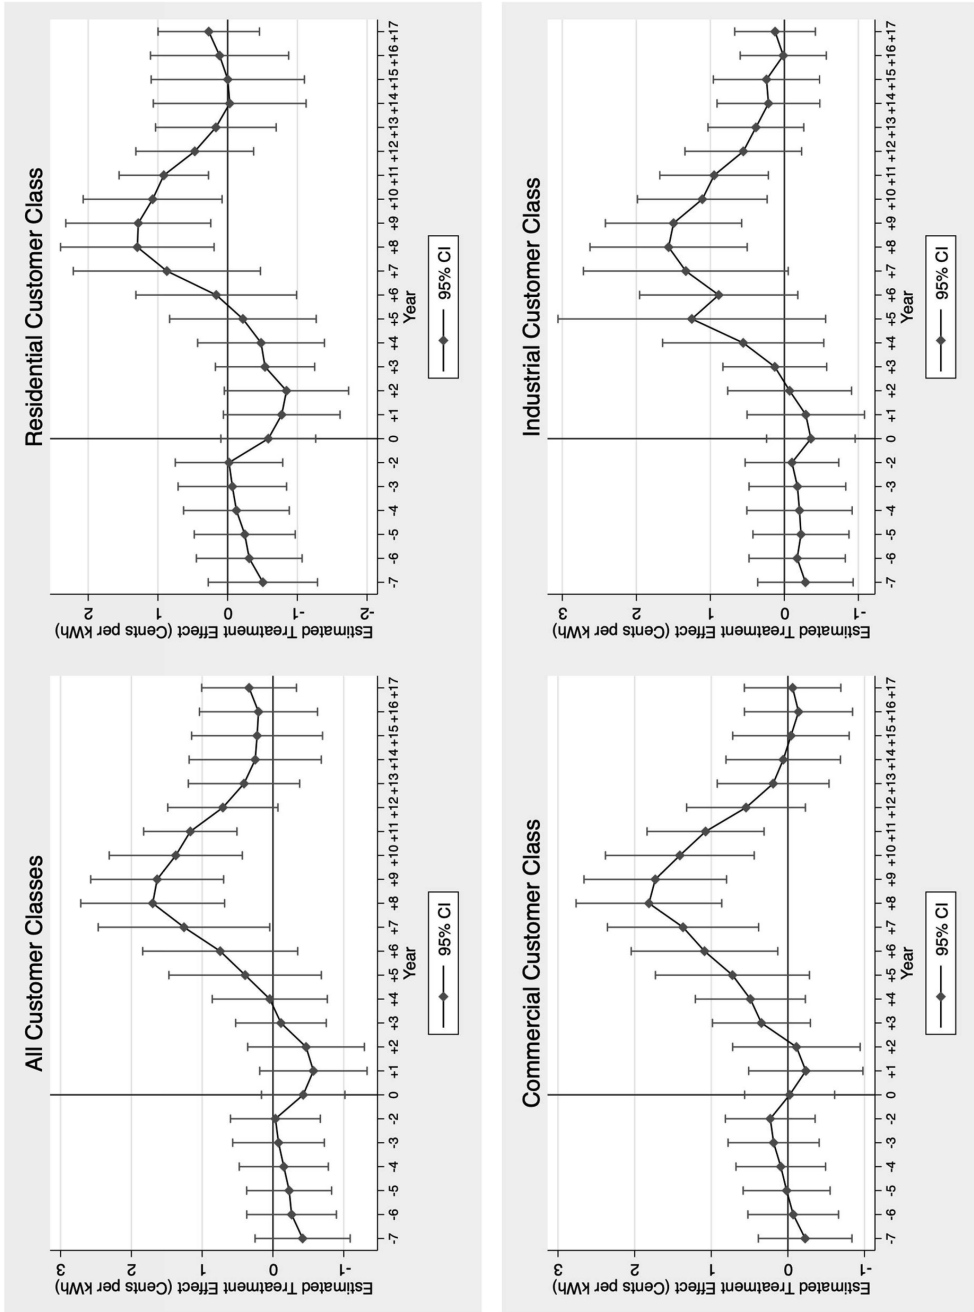 All Customer Classes
Estimated Treatment Effect (Cents per kWh)
3
2
1
0
-1
-7 -6 -5 -4 -3 -2 0 +1 +2 +3 +4 +5 +6 +7 +8 +9 +10 +11 +12 +13 +14 +15 +16 +17
Year
95% CI
Residential Customer Class
Estimated Treatment Effect (Cents per kWh)
2
1
0
-1
-2
-7 -6 -5 -4 -3 -2 0 +1 +2 +3 +4 +5 +6 +7 +8 +9 +10 +11 +12 +13 +14 +15 +16 +17
Year
95% CI
Commercial Customer Class
Estimated Treatment Effect (Cents per kWh)
3
2
1
0
-1
-7 -6 -5 -4 -3 -2 0 +1 +2 +3 +4 +5 +6 +7 +8 +9 +10 +11 +12 +13 +14 +15 +16 +17
Year
95% CI
Industrial Customer Class
Estimated Treatment Effect (Cents per kWh)
3
2
1
0
-1
-7 -6 -5 -4 -3 -2 0 +1 +2 +3 +4 +5 +6 +7 +8 +9 +10 +11 +12 +13 +14 +15 +16 +17
Year
95% CI